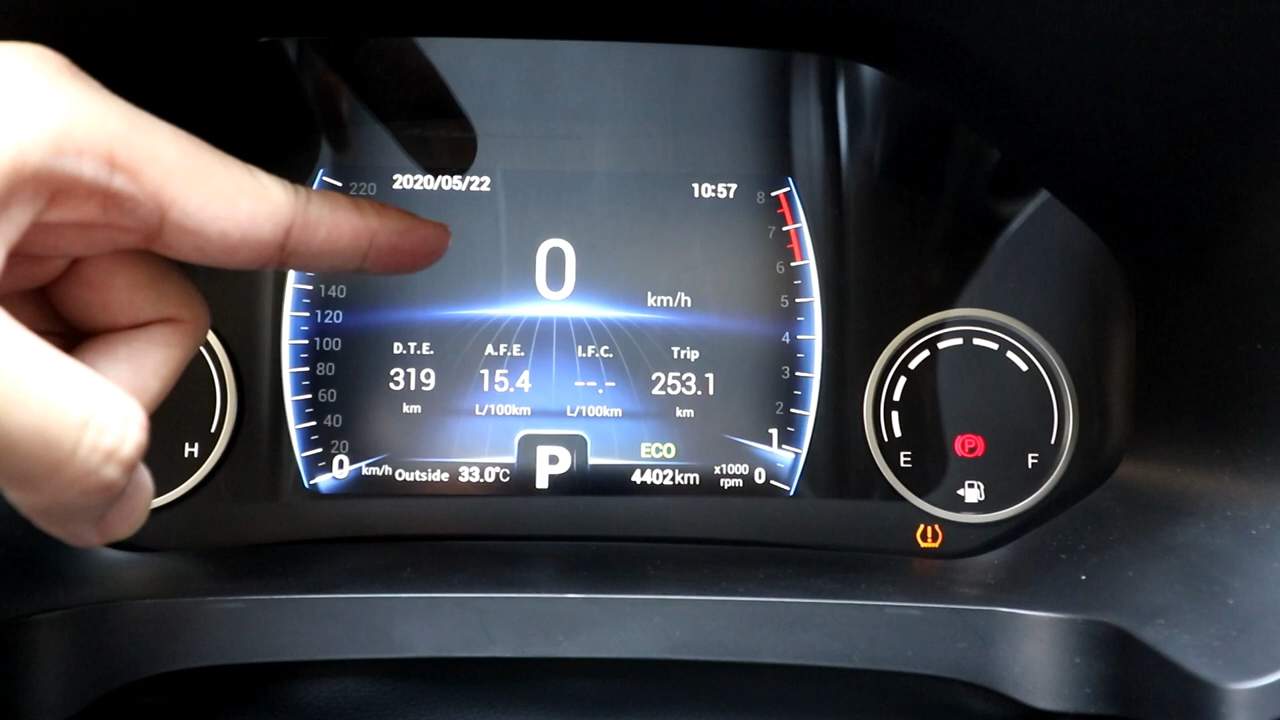 2020/05/22 10:57
220 8
7
0 6
140 km/h 5
120
100 4
D.T.E. A.F.E. I.F.C. Trip
80 319 15.4 --.- 253.1 3
60 km L/100km L/100km km 2
40
20 P ECO 1
0 km/h Outside 33.0°C 4402km x1000 rpm 0
H
E P F
!